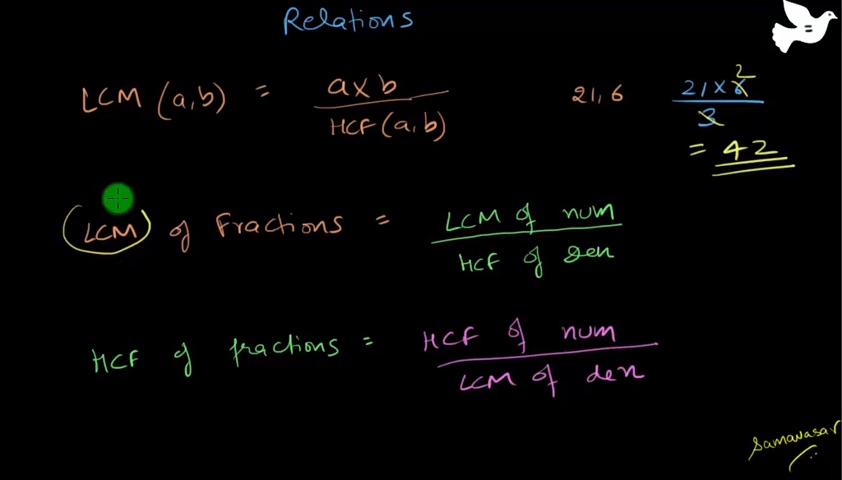 Relations
LCM (a,b) = a x b / HCF (a,b)
21,6
21 x 6 2 / 3
= 42
LCM of Fractions = LCM of num / HCF of den
HCF of fractions = HCF of num / LCM of den
Samavasar